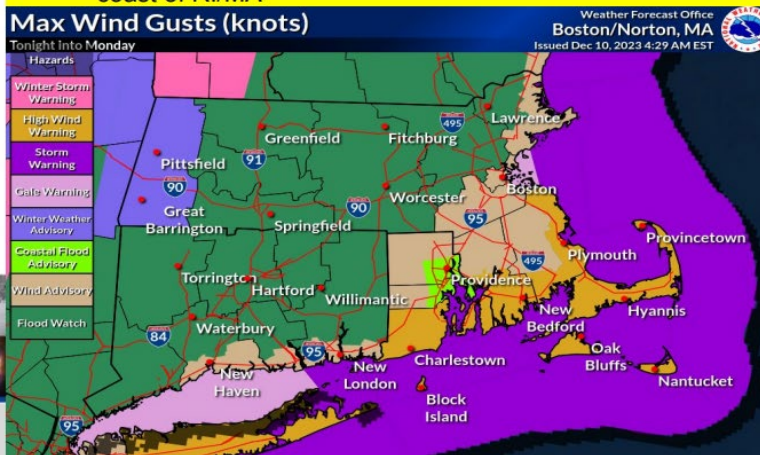 coast of RI/MA
Max Wind Gusts (knots)
Tonight into Monday
Weather Forecast Office
Boston/Norton, MA
Issued Dec 10, 2023 4:29 AM EST
Hazards
Winter Storm
Warning
High Wind
Warning
Storm
Warning
Gale Warning
Winter Weather
Advisory
Coastal Flood
Advisory
Wind Advisory
Flood Watch
Lawrence
495
Greenfield
Fitchburg
Pittsfield
91
90
Boston
Great
Barrington
Worcester
90
Springfield
95
Provincetown
Plymouth
495
Torrington
Hartford
Willimantic
Providence
New
Bedford
Hyannis
Waterbury
84
95
New
Haven
New
London
Charlestown
Oak
Bluffs
Nantucket
Block
Island
95